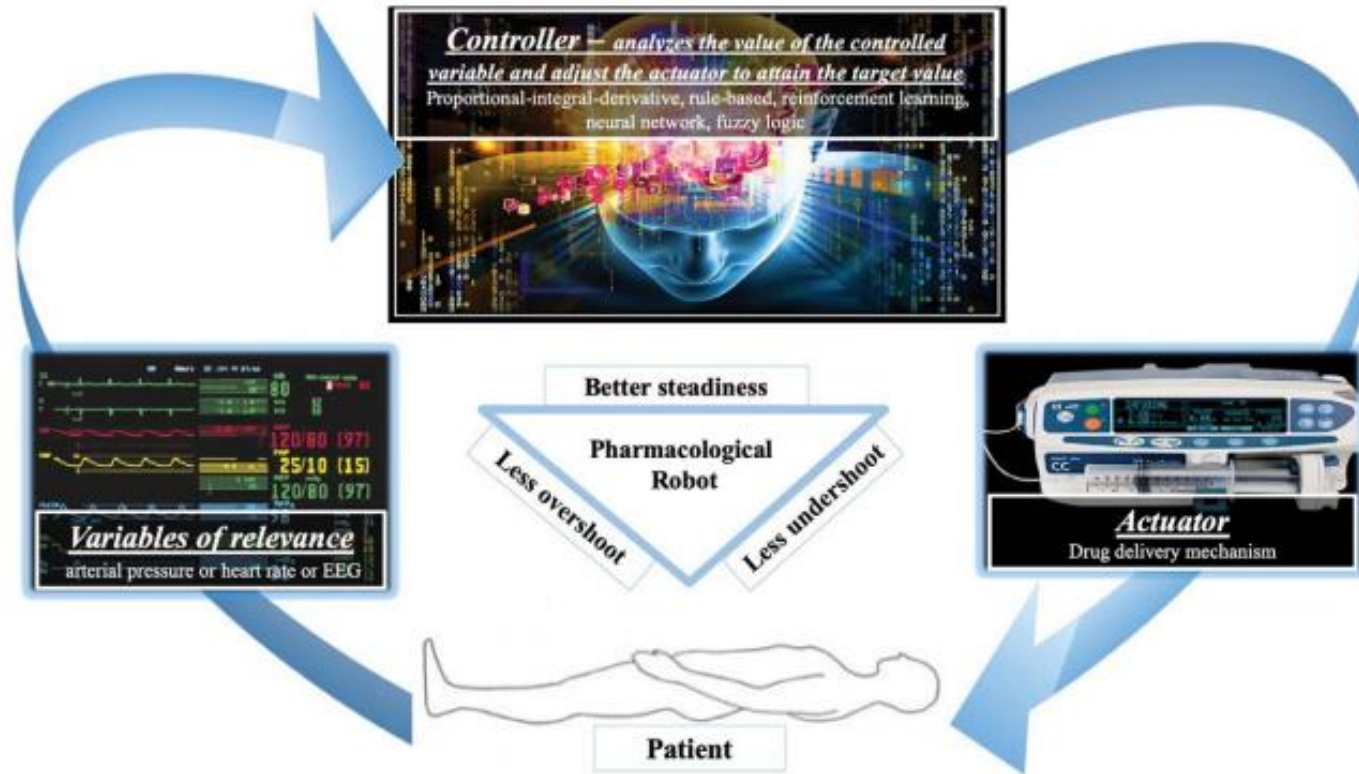 Controller – analyzes the value of the controlled
variable and adjust the actuator to attain the target value
Proportional-integral-derivative, rule-based, reinforcement learning,
neural network, fuzzy logic
80
120/80 (97)
25/10 (15)
120/80 (97)
Variables of relevance
arterial pressure or heart rate or EEG
Better steadiness
Less overshoot
Pharmacological
Robot
Less undershoot
CC
Actuator
Drug delivery mechanism
Patient